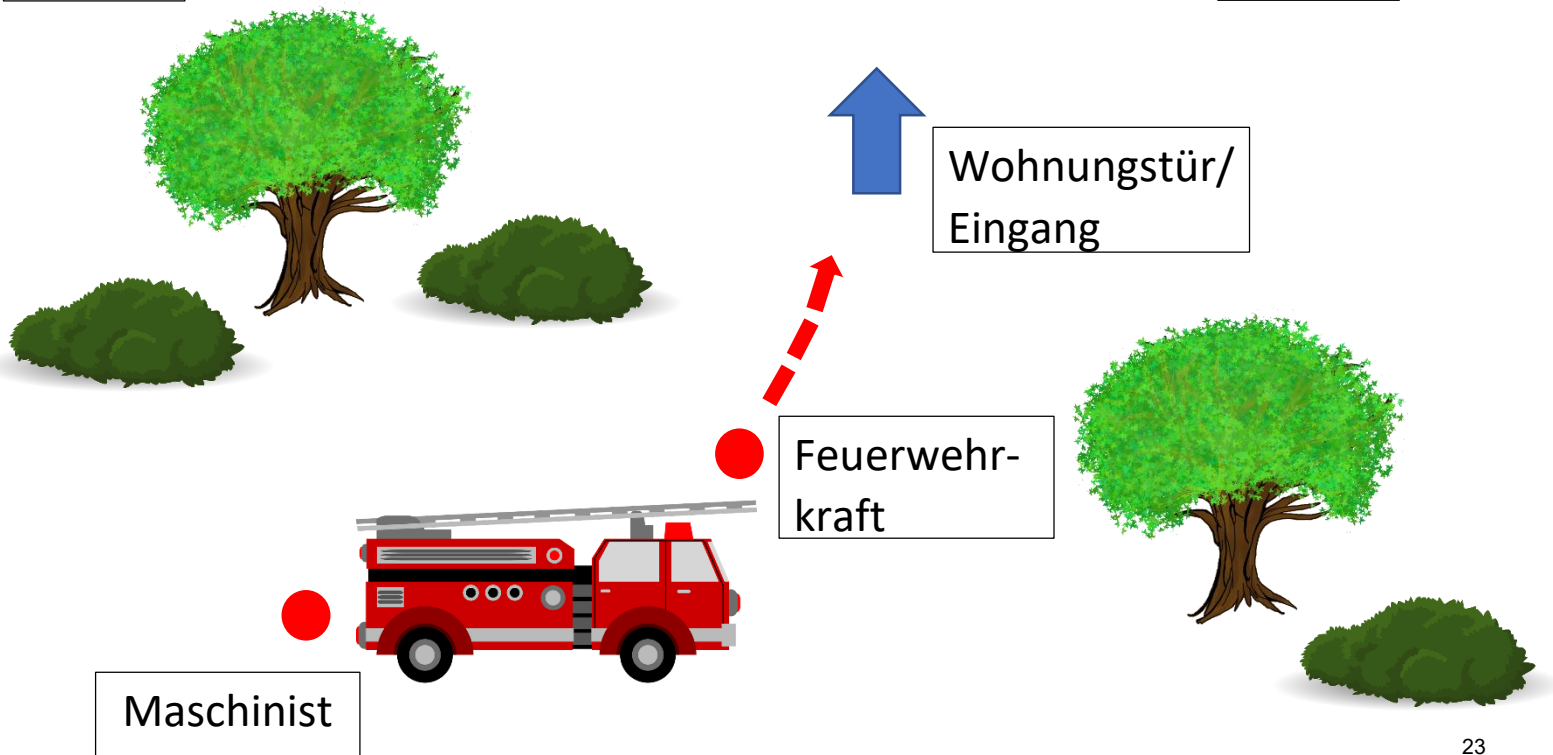 Wohnungstür/
Eingang
Feuerwehr-
kraft
Maschinist
23